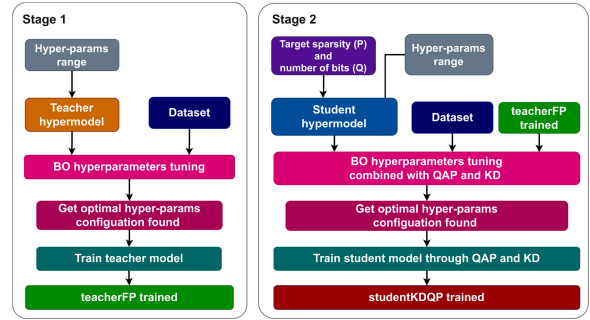 Stage 1
Hyper-params
range
Teacher
hypermodel
Dataset
BO hyperparameters tuning
Get optimal hyper-params
configuation found
Train teacher model
teacherFP trained
Stage 2
Target sparsity (P)
and
number of bits (Q)
Hyper-params
range
Student
hypermodel
Dataset
teacherFP
trained
BO hyperparameters tuning
combined with QAP and KD
Get optimal hyper-params
configuation found
Train student model through QAP and KD
studentKDQP trained